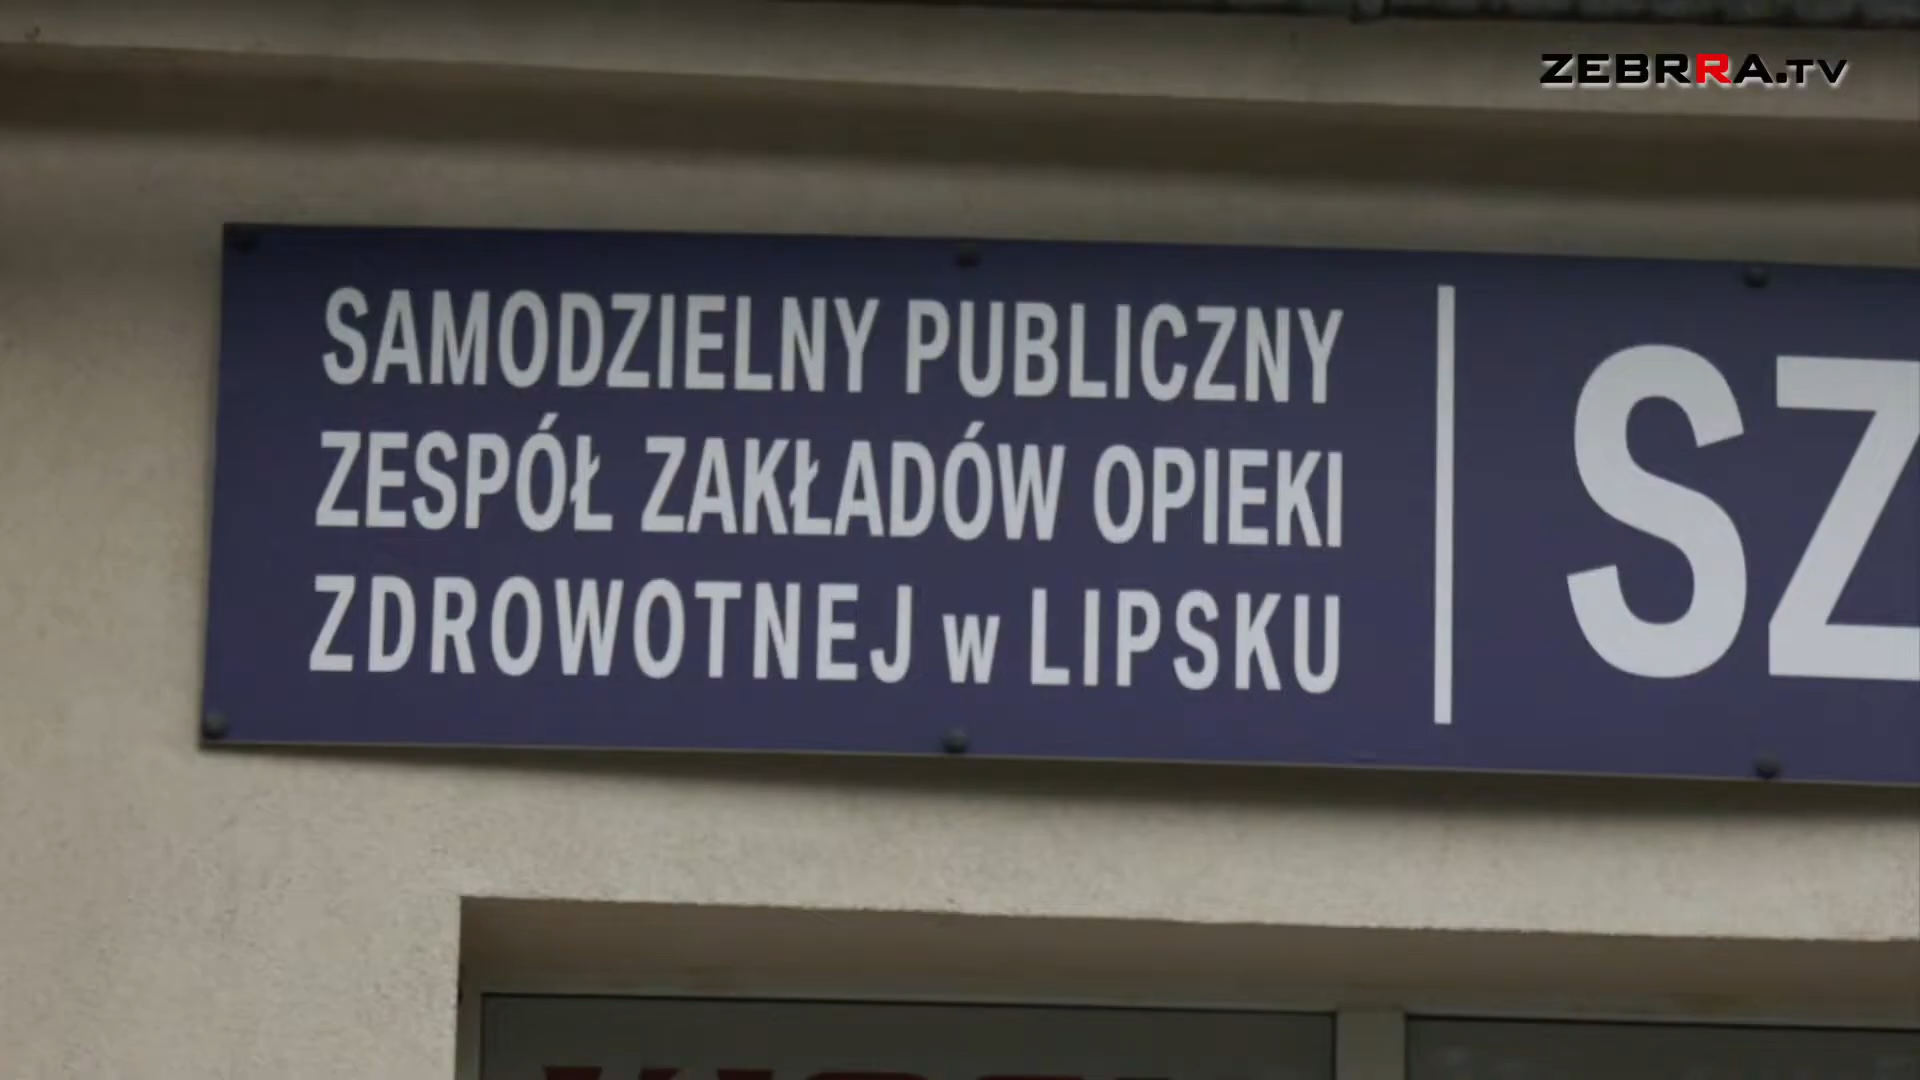 ZEBRRA.TV
SAMODZIELNY PUBLICZNY
ZESPÓŁ ZAKŁADÓW OPIEKI
ZDROWOTNEJ w LIPSKU
SZ